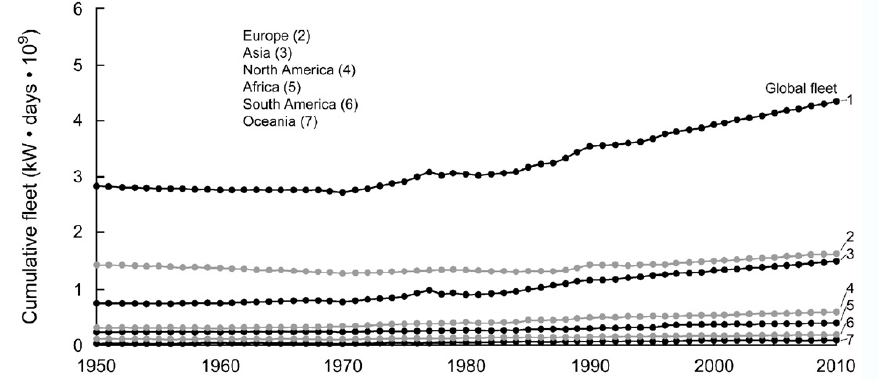 6
5
4
3
2
1
0
Cumulative fleet (kW • days • 10⁹)
Europe (2)
Asia (3)
North America (4)
Africa (5)
South America (6)
Oceania (7)
Global fleet
1
2
3
4
5
6
7
1950 1960 1970 1980 1990 2000 2010